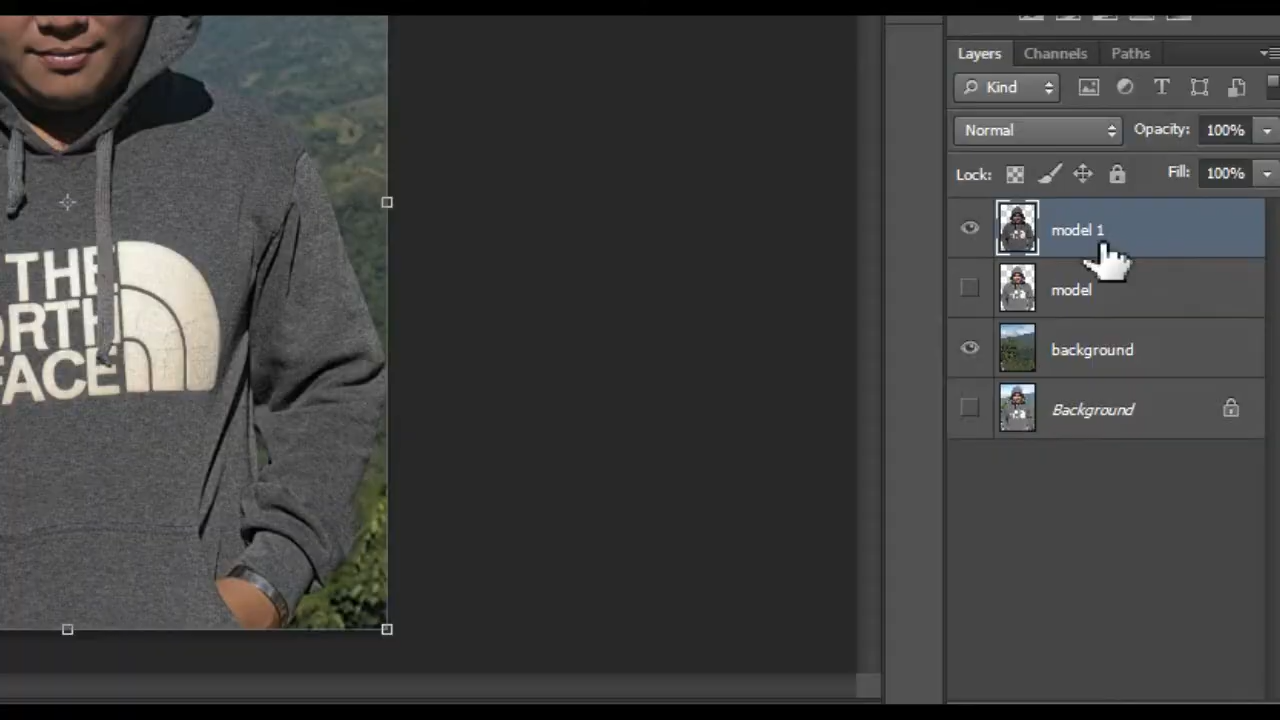 Layers Channels Paths
Kind
Normal Opacity: 100%
Lock: Fill: 100%
model 1
model
background
Background
THE
ORTH
FACE